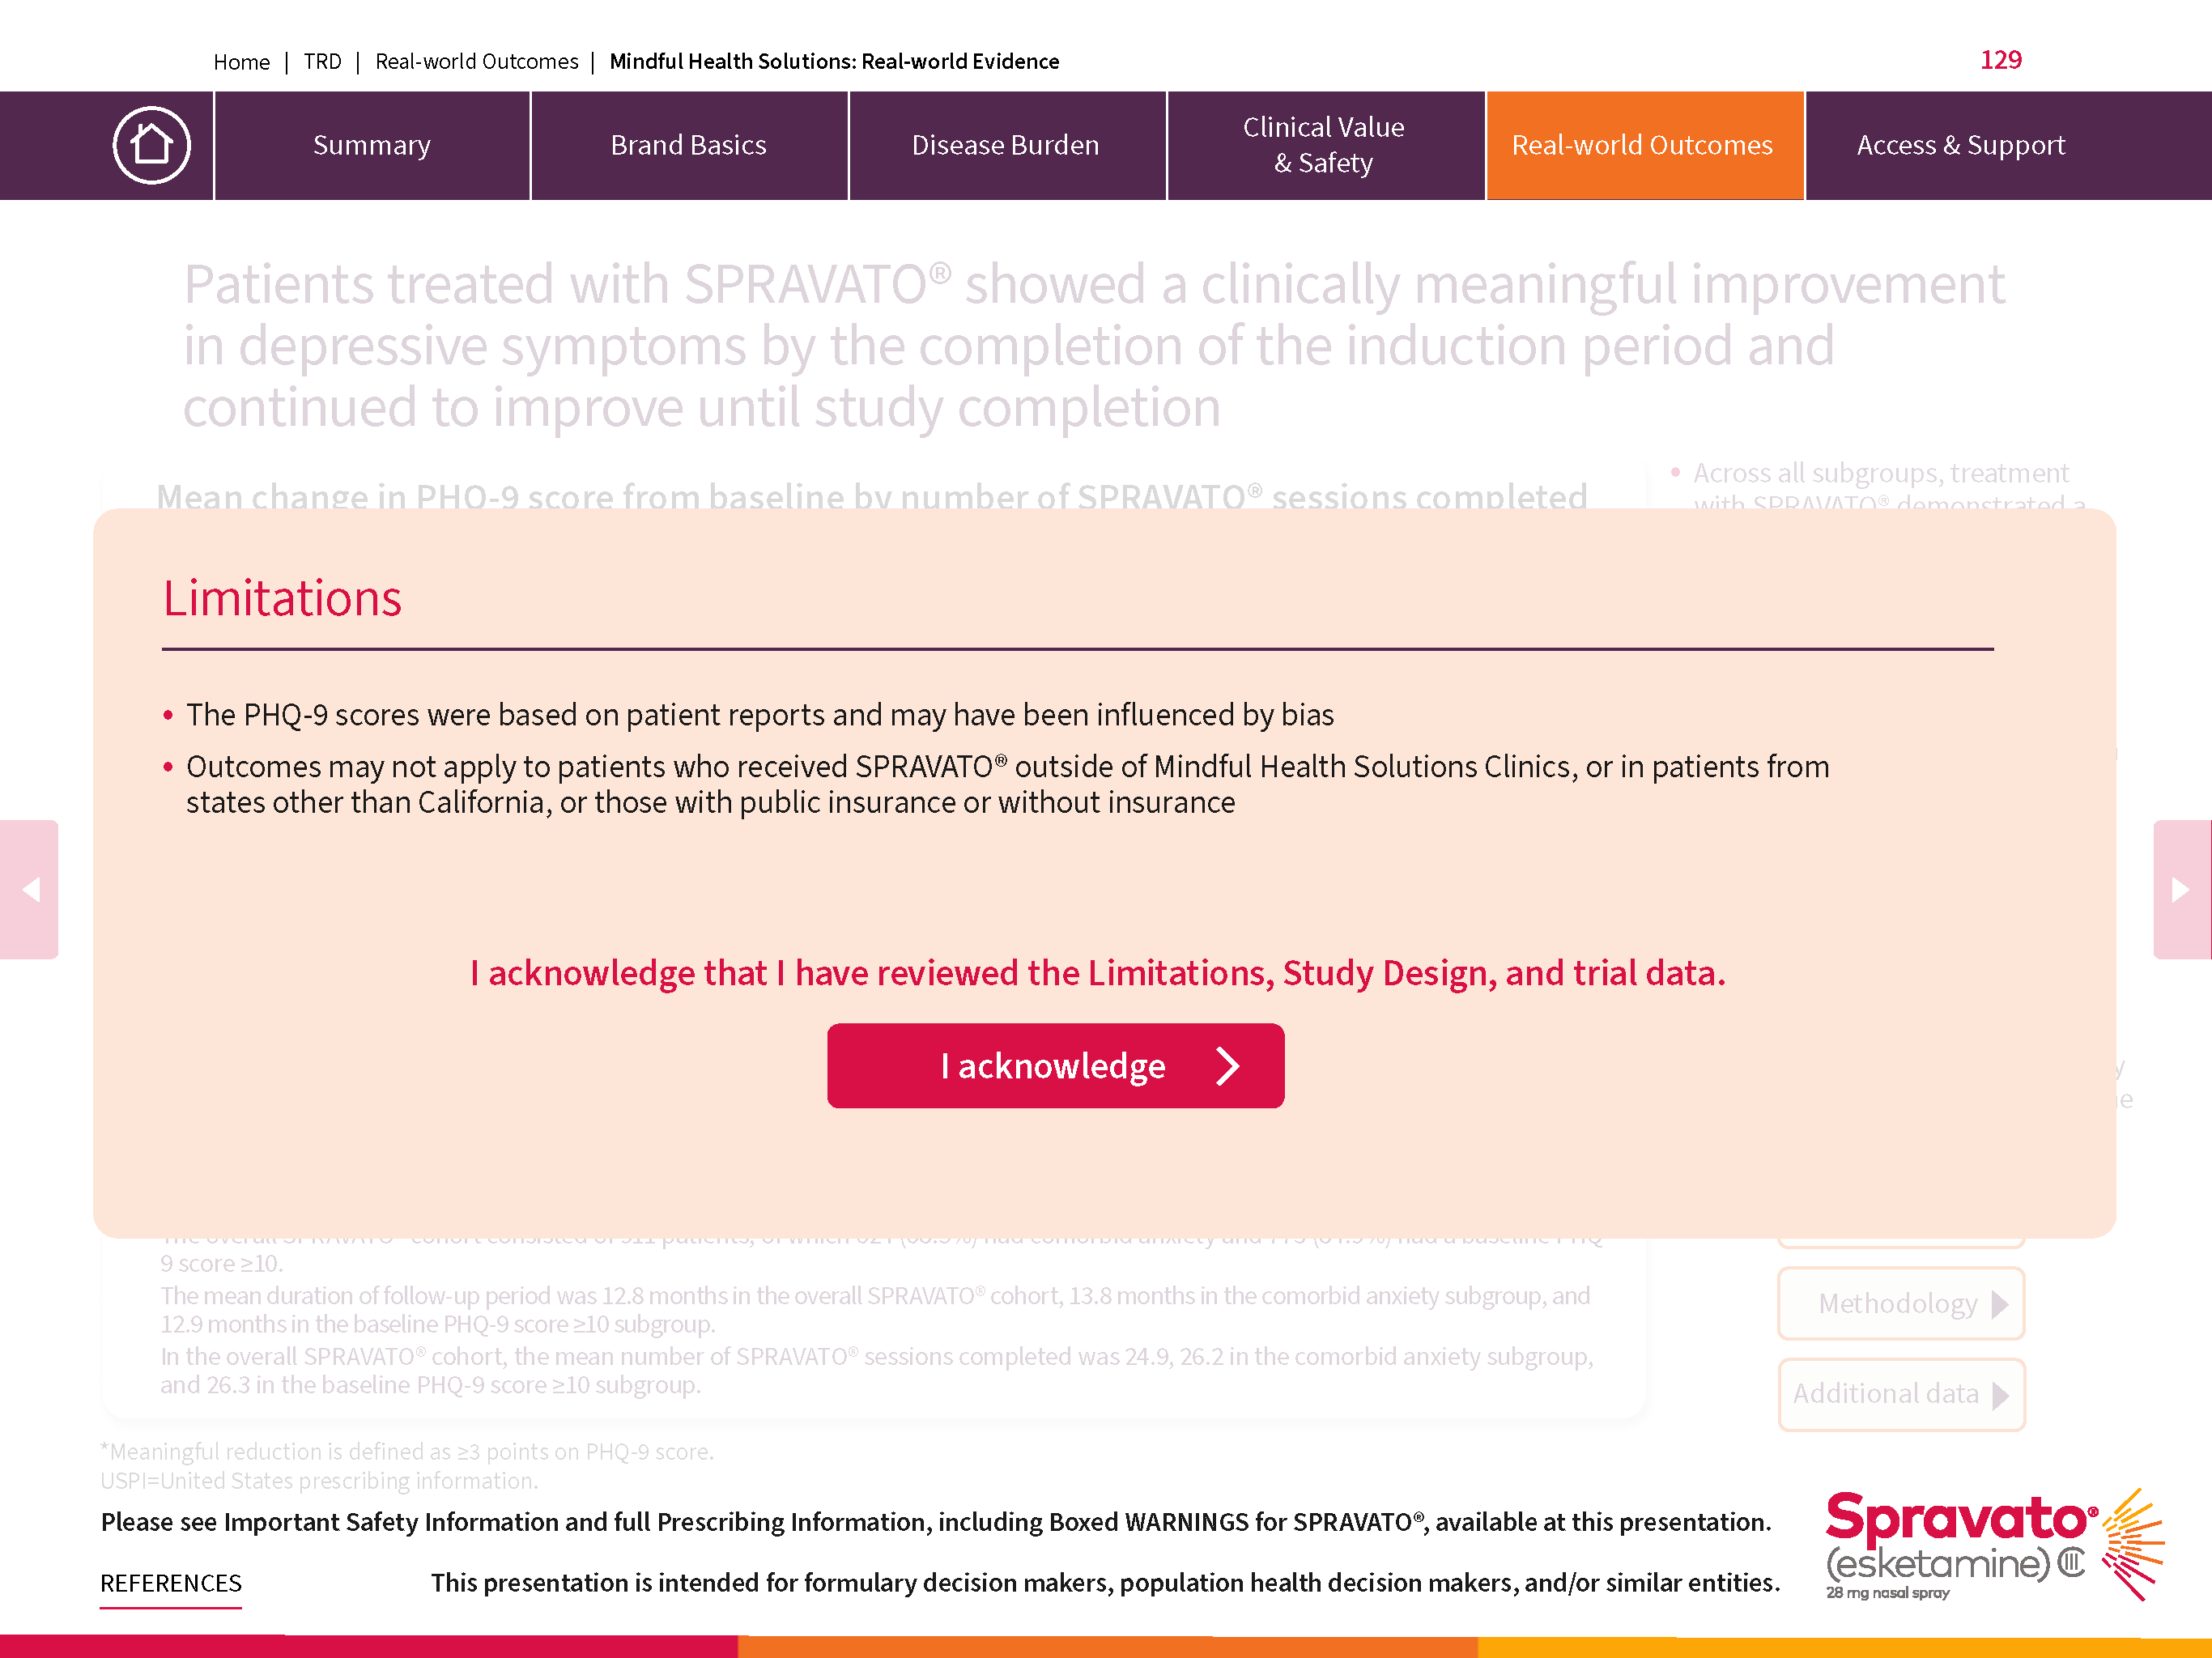 Home | TRD | Real-world Outcomes | Mindful Health Solutions: Real-world Evidence
129
Summary
Brand Basics
Disease Burden
Clinical Value
& Safety
Real-world Outcomes
Access & Support
Patients treated with SPRAVATO® showed a clinically meaningful improvement
in depressive symptoms by the completion of the induction period and
continued to improve until study completion
Mean change in PHQ-9 score from baseline by number of SPRAVATO® sessions completed
• Across all subgroups, treatment
with SPRAVATO® demonstrated a
Limitations
• The PHQ-9 scores were based on patient reports and may have been influenced by bias
• Outcomes may not apply to patients who received SPRAVATO® outside of Mindful Health Solutions Clinics, or in patients from
states other than California, or those with public insurance or without insurance
I acknowledge that I have reviewed the Limitations, Study Design, and trial data.
I acknowledge
9 score ≥10.
The mean duration of follow-up period was 12.8 months in the overall SPRAVATO® cohort, 13.8 months in the comorbid anxiety subgroup, and
12.9 months in the baseline PHQ-9 score ≥10 subgroup.
In the overall SPRAVATO® cohort, the mean number of SPRAVATO® sessions completed was 24.9, 26.2 in the comorbid anxiety subgroup,
and 26.3 in the baseline PHQ-9 score ≥10 subgroup.
Methodology
Additional data
*Meaningful reduction is defined as ≥3 points on PHQ-9 score.
USPI=United States prescribing information.
Please see Important Safety Information and full Prescribing Information, including Boxed WARNINGS for SPRAVATO®, available at this presentation.
REFERENCES
This presentation is intended for formulary decision makers, population health decision makers, and/or similar entities.
Spravato®
(esketamine) CIII
28 mg nasal spray